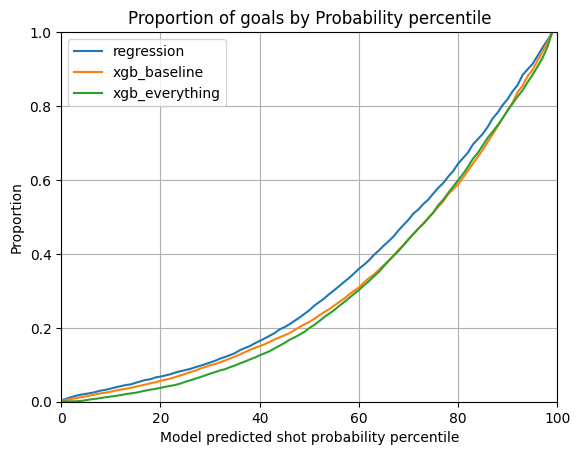 Proportion of goals by Probability percentile
1.0
0.8
0.6
0.4
0.2
0.0
Proportion
regression
xgb_baseline
xgb_everything
0 20 40 60 80 100
Model predicted shot probability percentile